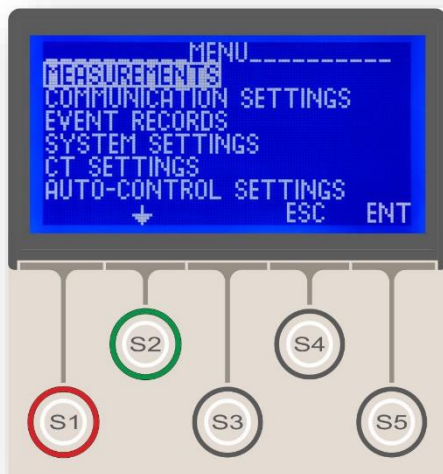 MENU
MEASUREMENTS
COMMUNICATION SETTINGS
EVENT RECORDS
SYSTEM SETTINGS
CT SETTINGS
AUTO-CONTROL SETTINGS
ESC ENT
S2 S4
S1 S3 S5